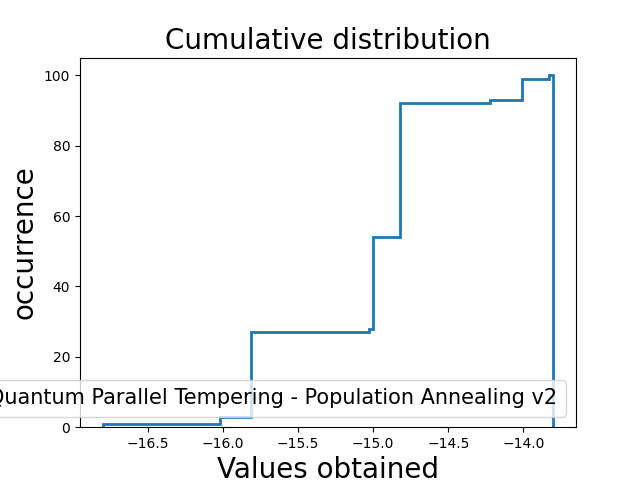 Cumulative distribution
100
80
60
40
20
0
occurrence
Parallel Tempering - Population Annealing v2
−16.5 −16.0 −15.5 −15.0 −14.5 −14.0
Values obtained